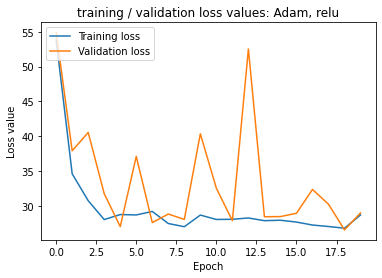 training / validation loss values: Adam, relu
Training loss
Validation loss
Loss value
55
50
45
40
35
30
0.0
2.5
5.0
7.5
10.0
12.5
15.0
17.5
Epoch